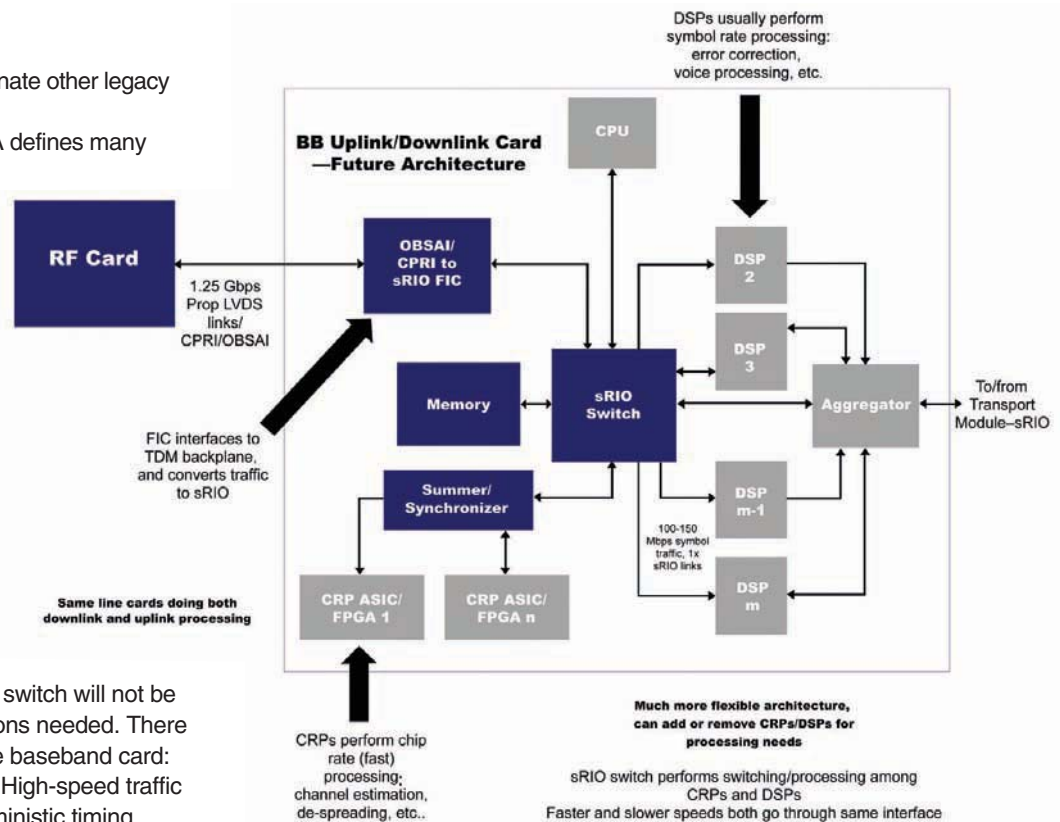 nate other legacy
A defines many
DSPs usually perform
symbol rate processing:
error correction,
voice processing, etc.
BB Uplink/Downlink Card
—Future Architecture
CPU
RF Card
1.25 Gbps
Prop LVDS
links/
CPRI/OBSAI
OBSAI/
CPRI to
sRIO FIC
DSP
2
DSP
3
Memory
sRIO
Switch
Aggregator
To/from
Transport
Module–sRIO
FIC interfaces to
TDM backplane,
and converts traffic
to sRIO
Summer/
Synchronizer
100-150
Mbps symbol
traffic, 1x
sRIO links
DSP
m-1
DSP
m
CRP ASIC/
FPGA 1
CRP ASIC/
FPGA n
Same line cards doing both
downlink and uplink processing
switch will not be
ons needed. There
e baseband card:
High-speed traffic
ministic timing
CRPs perform chip
rate (fast)
processing:
channel estimation,
de-spreading, etc..
Much more flexible architecture,
can add or remove CRPs/DSPs for
processing needs
sRIO switch performs switching/processing among
CRPs and DSPs
Faster and slower speeds both go through same interface